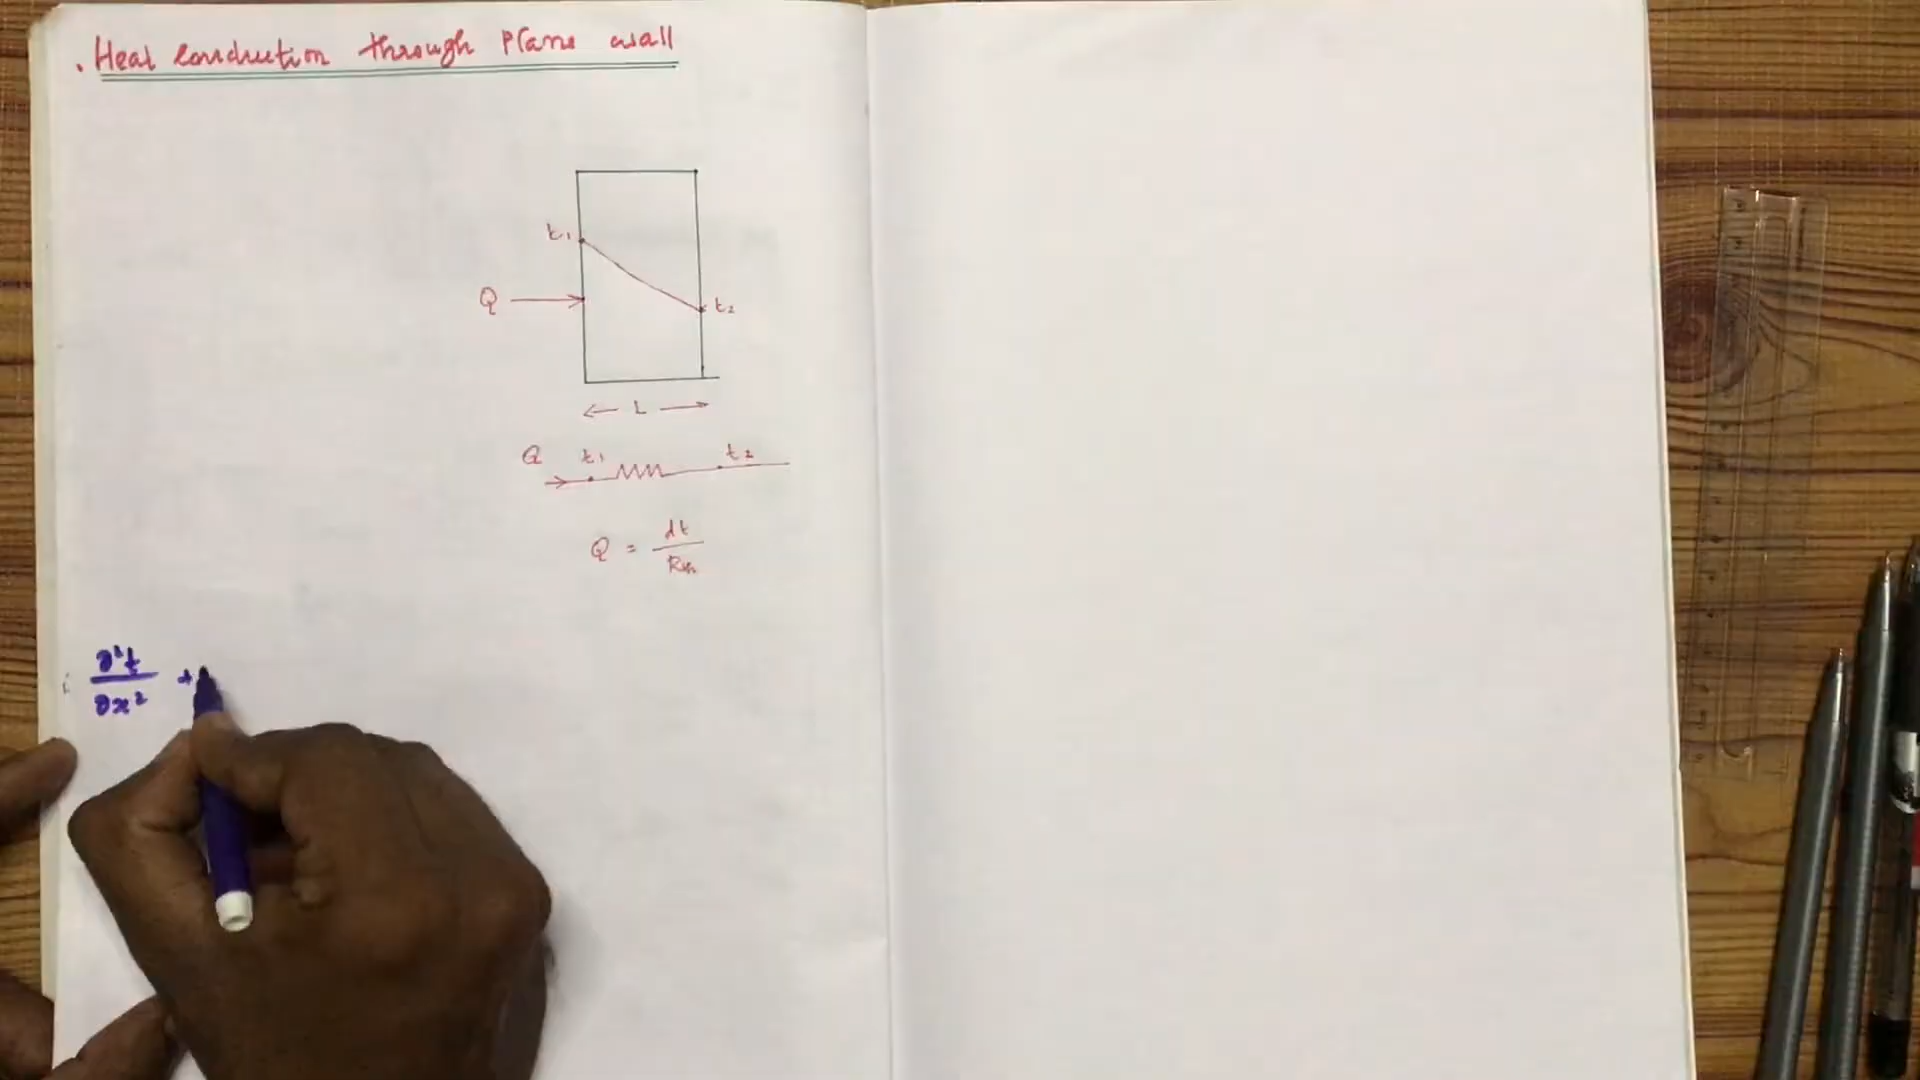 . Heat conduction through Plane wall
t₁
Q
t₂
L
Q t₁ t₂
Q = dt / Rth
∂²t / ∂x² +